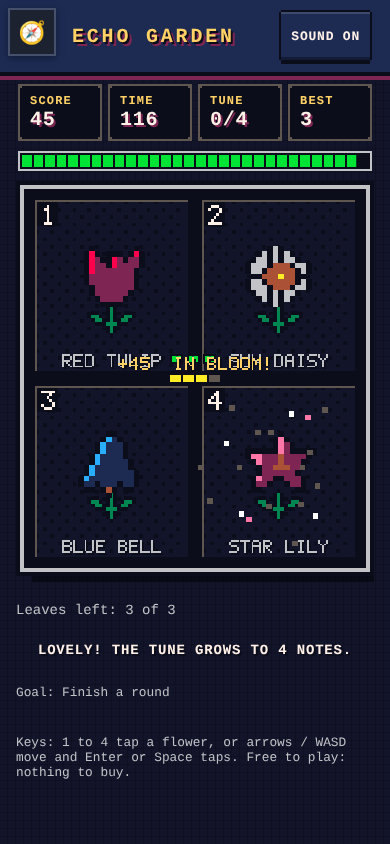 ECHO GARDEN
SOUND ON
SCORE TIME TUNE BEST
45 116 0/4 3
1 2
RED TULIP DAISY
+45 IN BLOOM!
3 4
BLUE BELL STAR LILY
Leaves left: 3 of 3
LOVELY! THE TUNE GROWS TO 4 NOTES.
Goal: Finish a round
Keys: 1 to 4 tap a flower, or arrows / WASD
move and Enter or Space taps. Free to play:
nothing to buy.